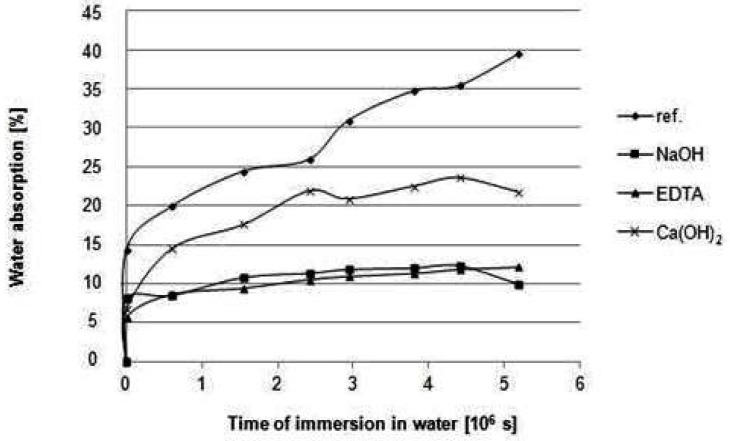 45
40
35
30
25
20
15
10
5
0
Water absorption [%]
0 1 2 3 4 5 6
Time of immersion in water [10⁶ s]
ref.
NaOH
EDTA
Ca(OH)₂